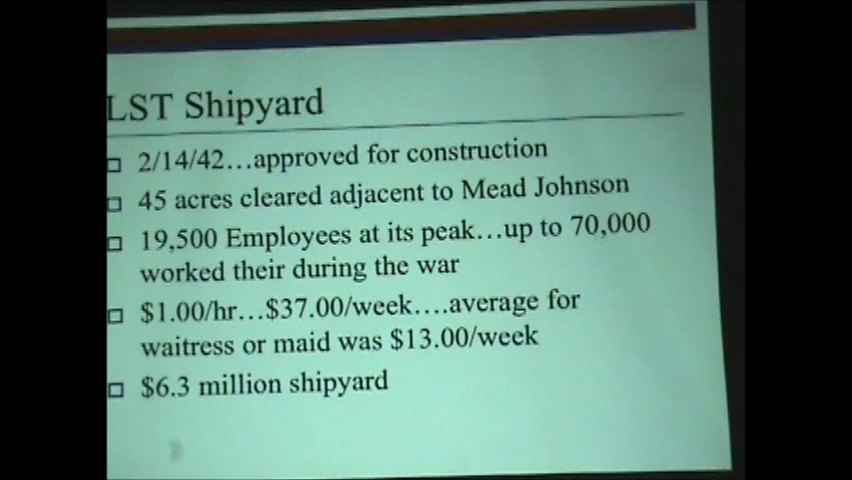 LST Shipyard
2/14/42...approved for construction
45 acres cleared adjacent to Mead Johnson
19,500 Employees at its peak...up to 70,000
worked their during the war
$1.00/hr...$37.00/week....average for
waitress or maid was $13.00/week
$6.3 million shipyard